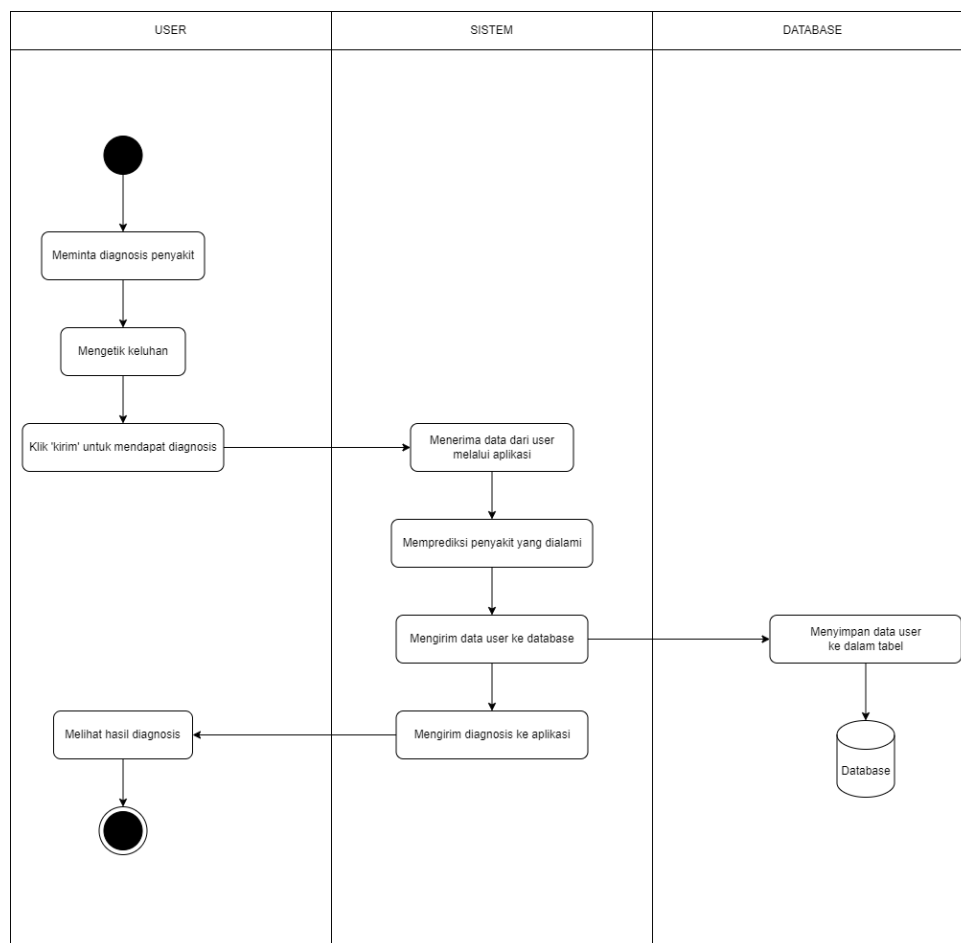 USER
SISTEM
DATABASE
Meminta diagnosis penyakit
Mengetik keluhan
Klik 'kirim' untuk mendapat diagnosis
Menerima data dari user
melalui aplikasi
Memprediksi penyakit yang dialami
Mengirim data user ke database
Menyimpan data user
ke dalam tabel
Melihat hasil diagnosis
Mengirim diagnosis ke aplikasi
Database